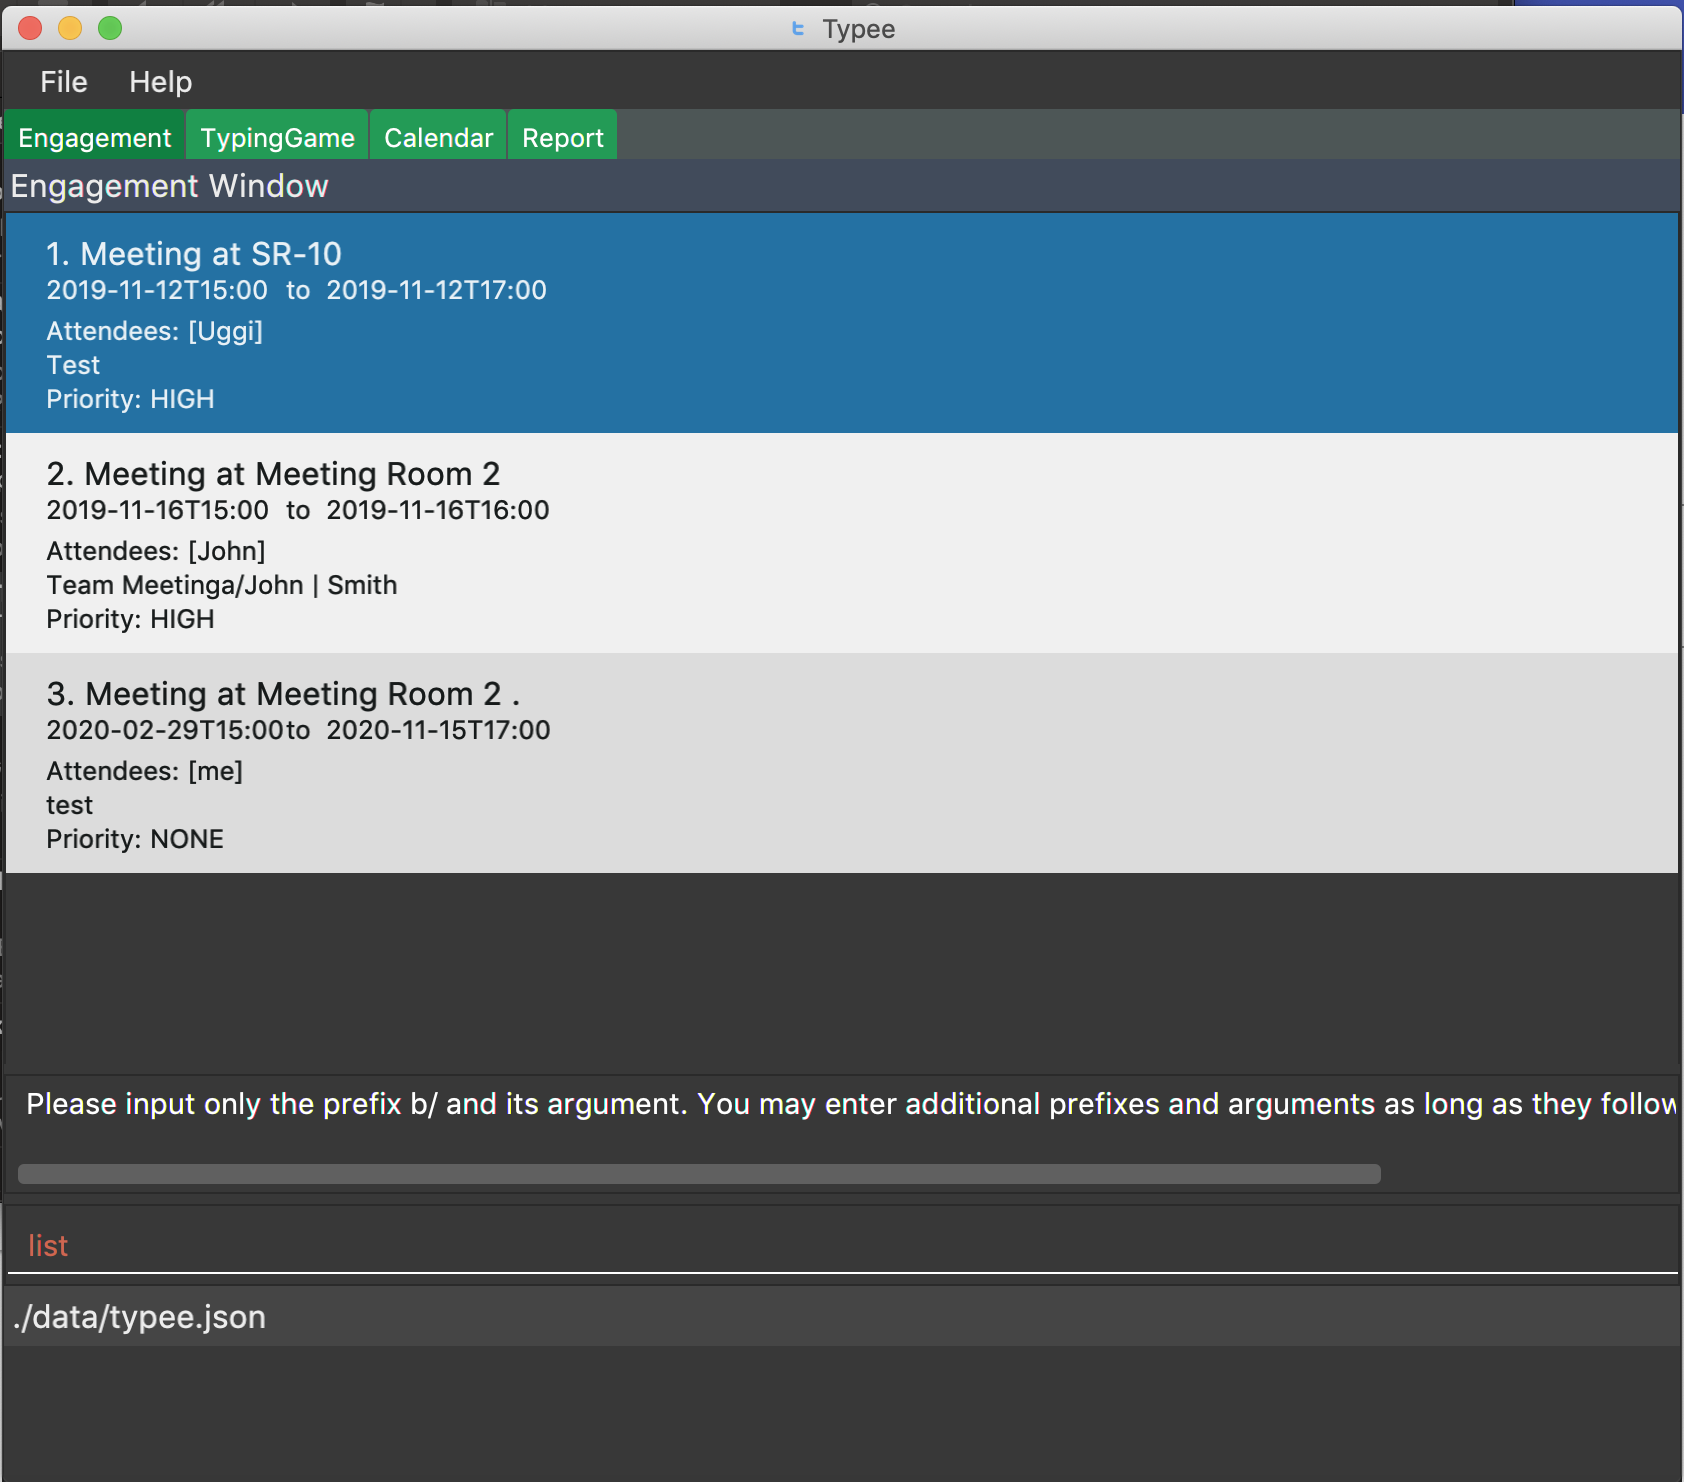 Typee
File Help
Engagement TypingGame Calendar Report
Engagement Window
1. Meeting at SR-10
2019-11-12T15:00 to 2019-11-12T17:00
Attendees: [Uggi]
Test
Priority: HIGH
2. Meeting at Meeting Room 2
2019-11-16T15:00 to 2019-11-16T16:00
Attendees: [John]
Team Meetinga/John | Smith
Priority: HIGH
3. Meeting at Meeting Room 2 .
2020-02-29T15:00to 2020-11-15T17:00
Attendees: [me]
test
Priority: NONE
Please input only the prefix b/ and its argument. You may enter additional prefixes and arguments as long as they follow
list
./data/typee.json